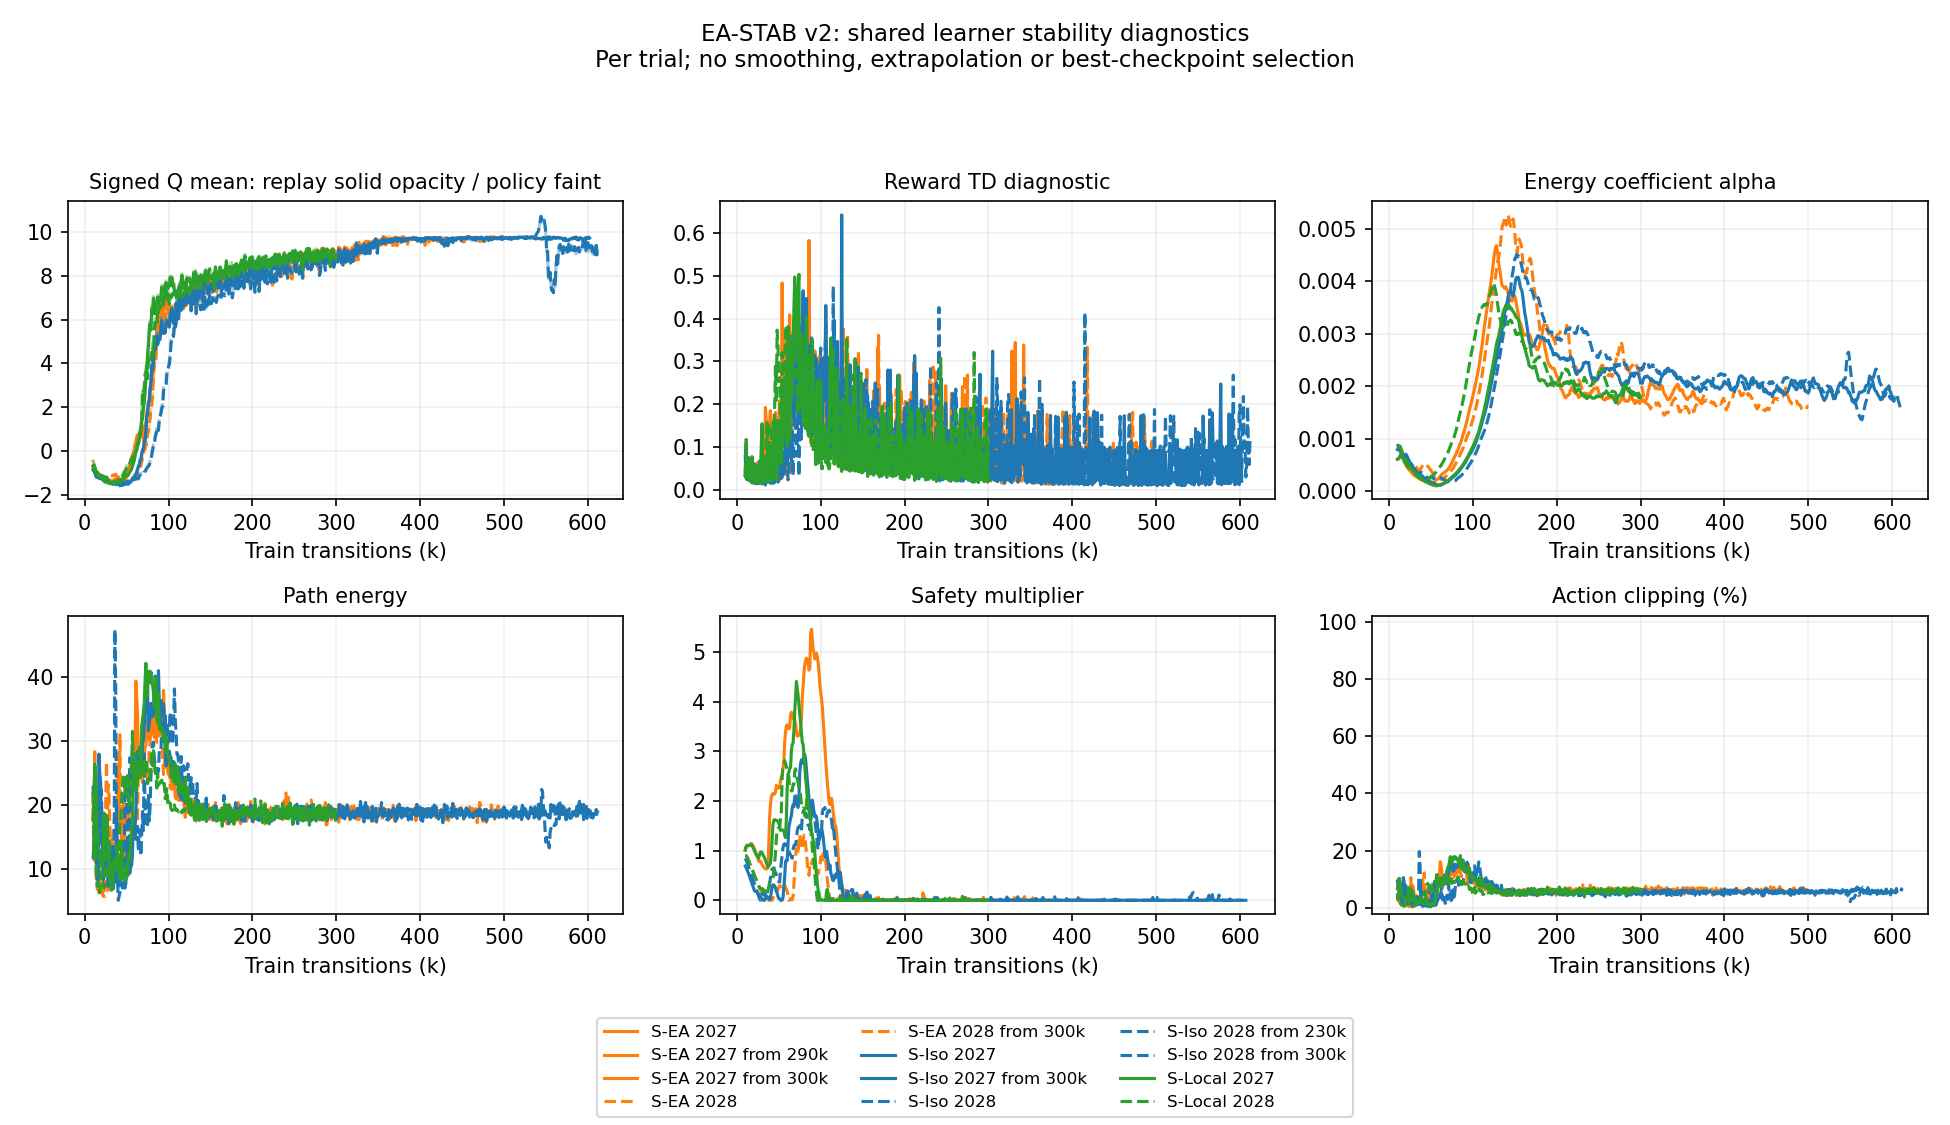 EA-STAB v2: shared learner stability diagnostics
Per trial; no smoothing, extrapolation or best-checkpoint selection
Signed Q mean: replay solid opacity / policy faint
10
8
6
4
2
0
−2
0 100 200 300 400 500 600
Train transitions (k)
Reward TD diagnostic
0.6
0.5
0.4
0.3
0.2
0.1
0.0
0 100 200 300 400 500 600
Train transitions (k)
Energy coefficient alpha
0.005
0.004
0.003
0.002
0.001
0.000
0 100 200 300 400 500 600
Train transitions (k)
Path energy
40
30
20
10
0 100 200 300 400 500 600
Train transitions (k)
Safety multiplier
5
4
3
2
1
0
0 100 200 300 400 500 600
Train transitions (k)
Action clipping (%)
100
80
60
40
20
0
0 100 200 300 400 500 600
Train transitions (k)
S-EA 2027
S-EA 2027 from 290k
S-EA 2027 from 300k
S-EA 2028
S-EA 2028 from 300k
S-Iso 2027
S-Iso 2027 from 300k
S-Iso 2028
S-Iso 2028 from 230k
S-Iso 2028 from 300k
S-Local 2027
S-Local 2028